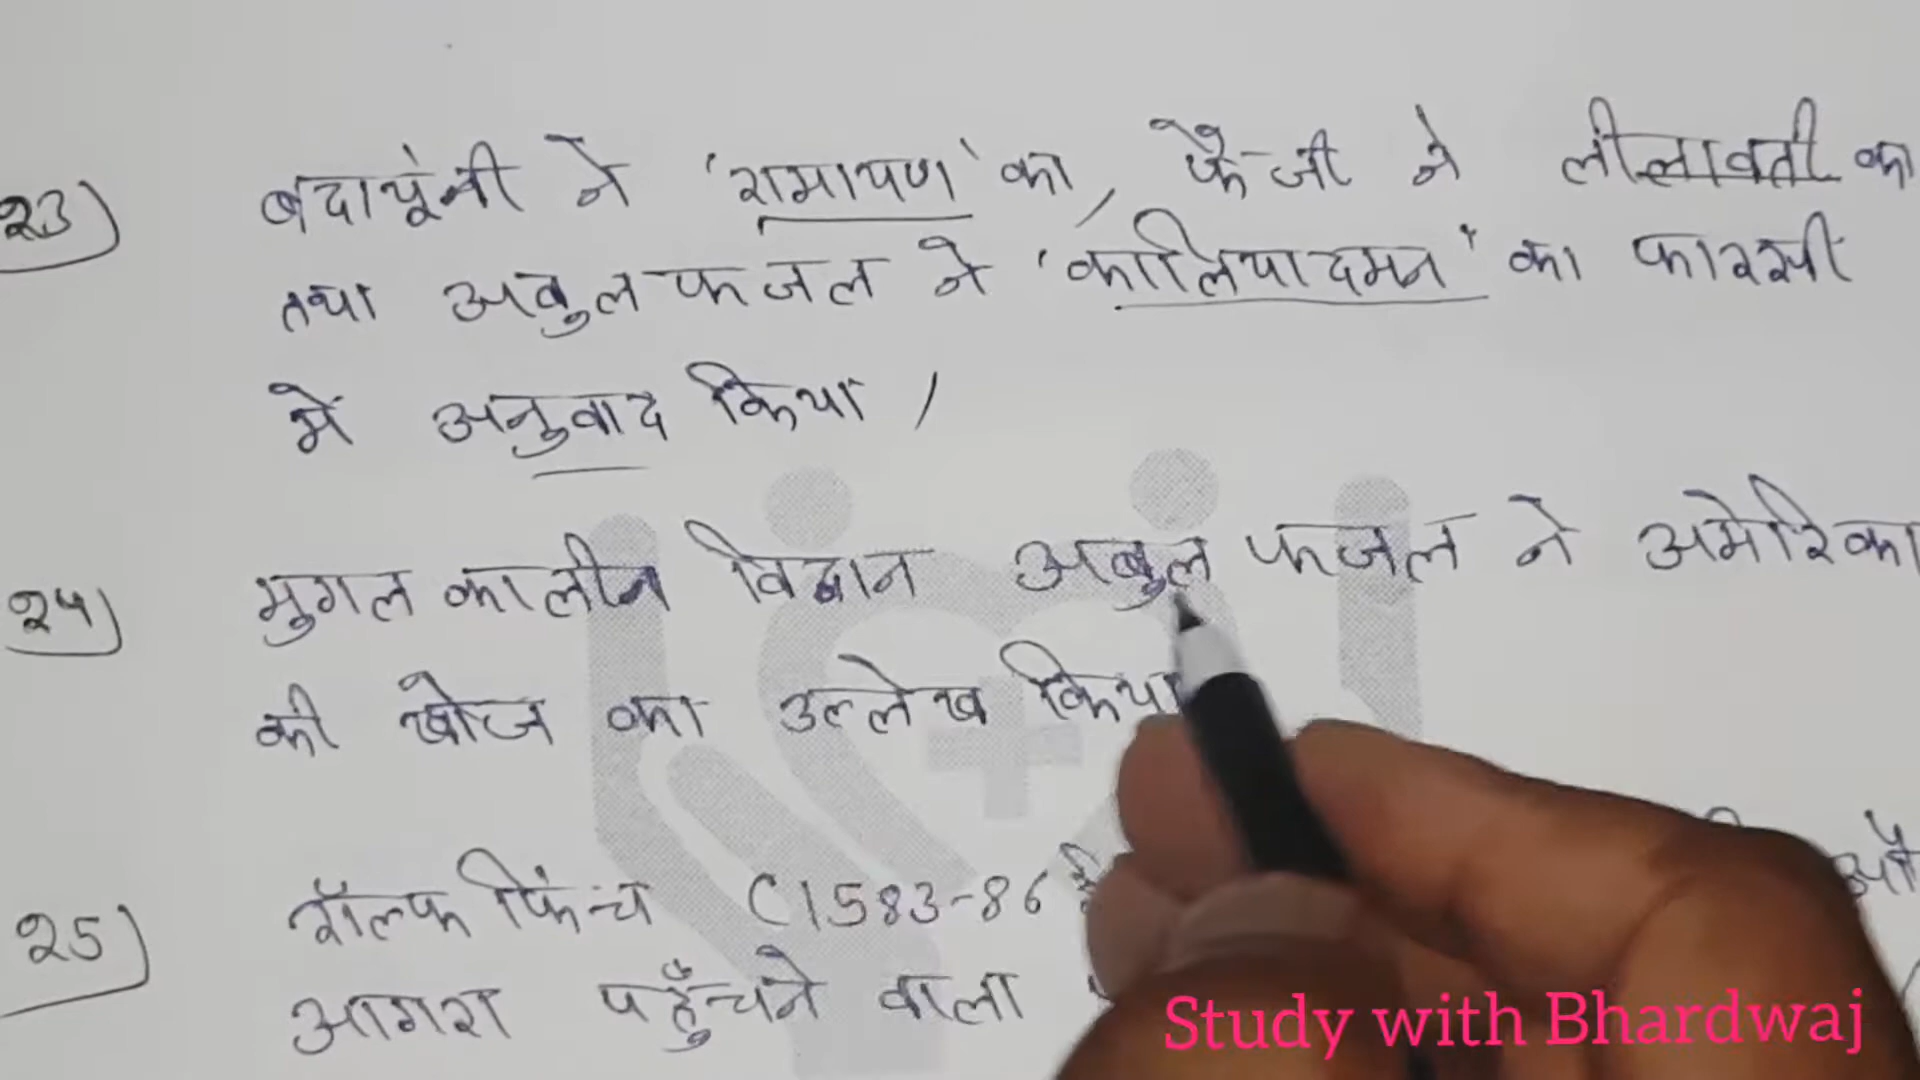 23) बदायूंनी ने 'रामायण' का, फैजी ने लीलावती का
तथा अबुल फजल ने 'कालियादमन' का फारसी
में अनुवाद किया।
24) मुगल कालीन विद्वान अबुल फजल ने अमेरिका
की खोज का उल्लेख किया
25) रॉल्फ फिंन्च (1583-86
आगरा पहुँचने वाला
Study with Bhardwaj